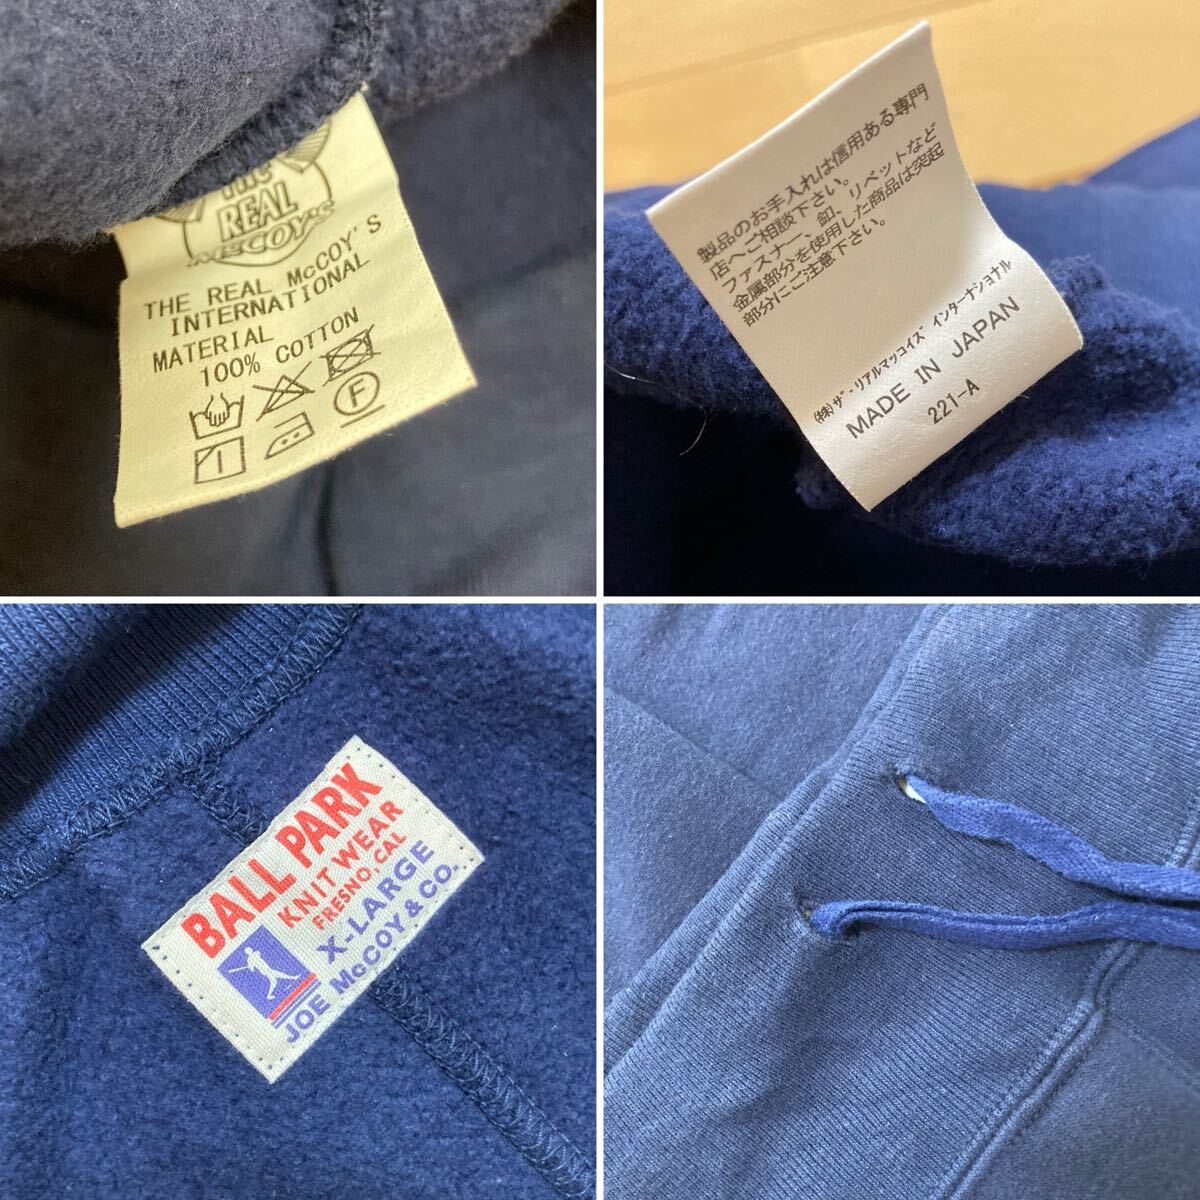 THE
REAL
McCOY'S
THE REAL McCOY'S
INTERNATIONAL
MATERIAL
100% COTTON
F
製品のお手入れは信用ある専門
店へご相談下さい。
ファスナー、釦、リベットなど
金属部分を使用した商品は突起
部分にご注意下さい。
(株)ザ・リアルマッコイズ インターナショナル
MADE IN JAPAN
221-A
BALL PARK
KNIT WEAR
FRESNO, CAL
X-LARGE
JOE McCOY & CO.